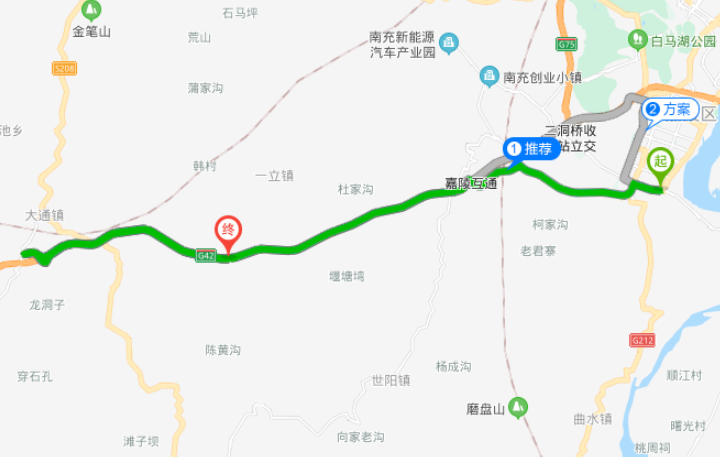 石马坪
金笔山
荒山
南充新能源
汽车产业园
G75
白马湖公园
S208
南充创业小镇
蒲家沟
2 方案
区
池乡
三洞桥收
站立交
1 推荐
起
韩村
一立镇
杜家沟
嘉陵互通
大通镇
终
柯家沟
G42
老君寨
堰塘塆
龙洞子
G212
陈黄沟
穿石孔
世阳镇
杨成沟
顺江村
磨盘山
曲水镇
曙光村
滩子坝
向家老沟
桃周祠